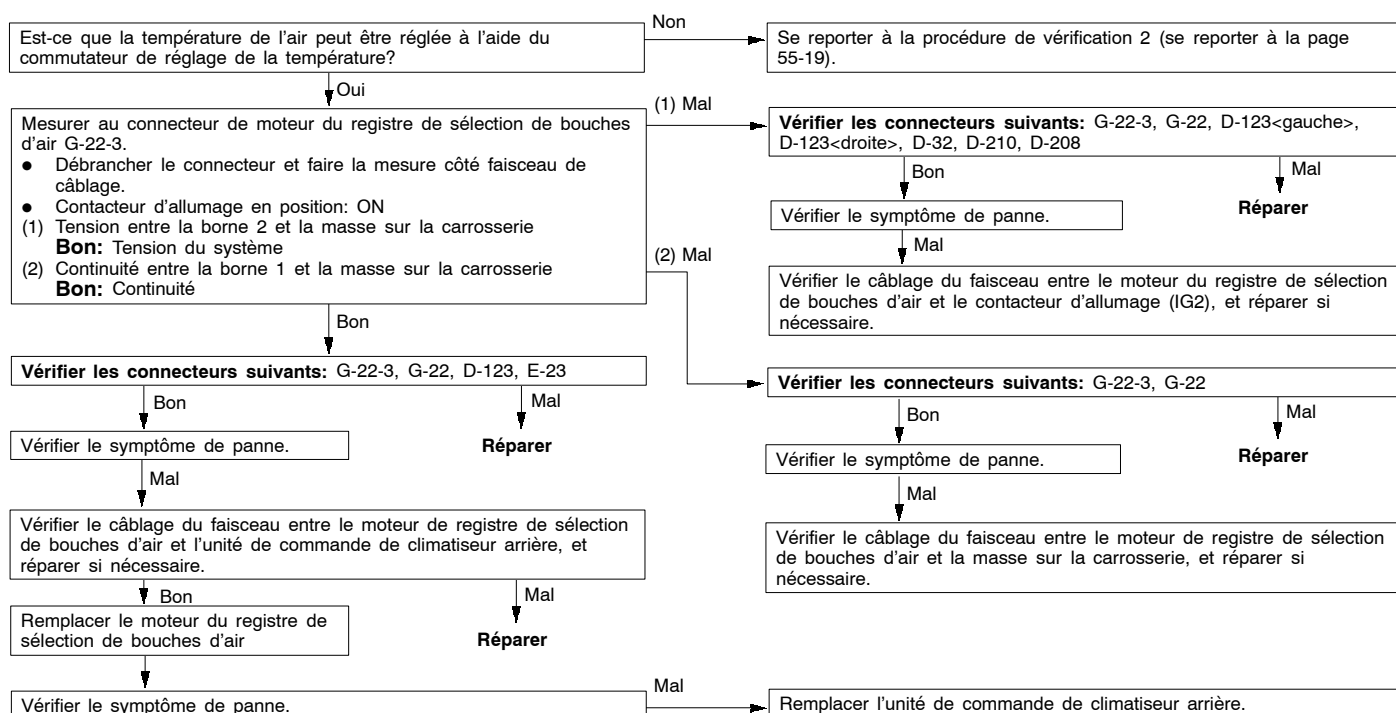 Est-ce que la température de l'air peut être réglée à l'aide du
commutateur de réglage de la température?
Non
Se reporter à la procédure de vérification 2 (se reporter à la page
55-19).
Oui
Mesurer au connecteur de moteur du registre de sélection de bouches
d'air G-22-3.
● Débrancher le connecteur et faire la mesure côté faisceau de
câblage.
● Contacteur d'allumage en position: ON
(1) Tension entre la borne 2 et la masse sur la carrosserie
Bon: Tension du système
(2) Continuité entre la borne 1 et la masse sur la carrosserie
Bon: Continuité
(1) Mal
Vérifier les connecteurs suivants: G-22-3, G-22, D-123<gauche>,
D-123<droite>, D-32, D-210, D-208
Bon
Mal
Vérifier le symptôme de panne.
Réparer
Mal
Vérifier le câblage du faisceau entre le moteur du registre de sélection
de bouches d'air et le contacteur d'allumage (IG2), et réparer si
nécessaire.
(2) Mal
Vérifier les connecteurs suivants: G-22-3, G-22
Bon
Mal
Vérifier le symptôme de panne.
Réparer
Mal
Vérifier le câblage du faisceau entre le moteur de registre de sélection
de bouches d'air et la masse sur la carrosserie, et réparer si
nécessaire.
Bon
Vérifier les connecteurs suivants: G-22-3, G-22, D-123, E-23
Bon
Mal
Vérifier le symptôme de panne.
Réparer
Mal
Vérifier le câblage du faisceau entre le moteur de registre de sélection
de bouches d'air et l'unité de commande de climatiseur arrière, et
réparer si nécessaire.
Bon
Mal
Remplacer le moteur du registre de
sélection de bouches d'air
Réparer
Vérifier le symptôme de panne.
Mal
Remplacer l'unité de commande de climatiseur arrière.